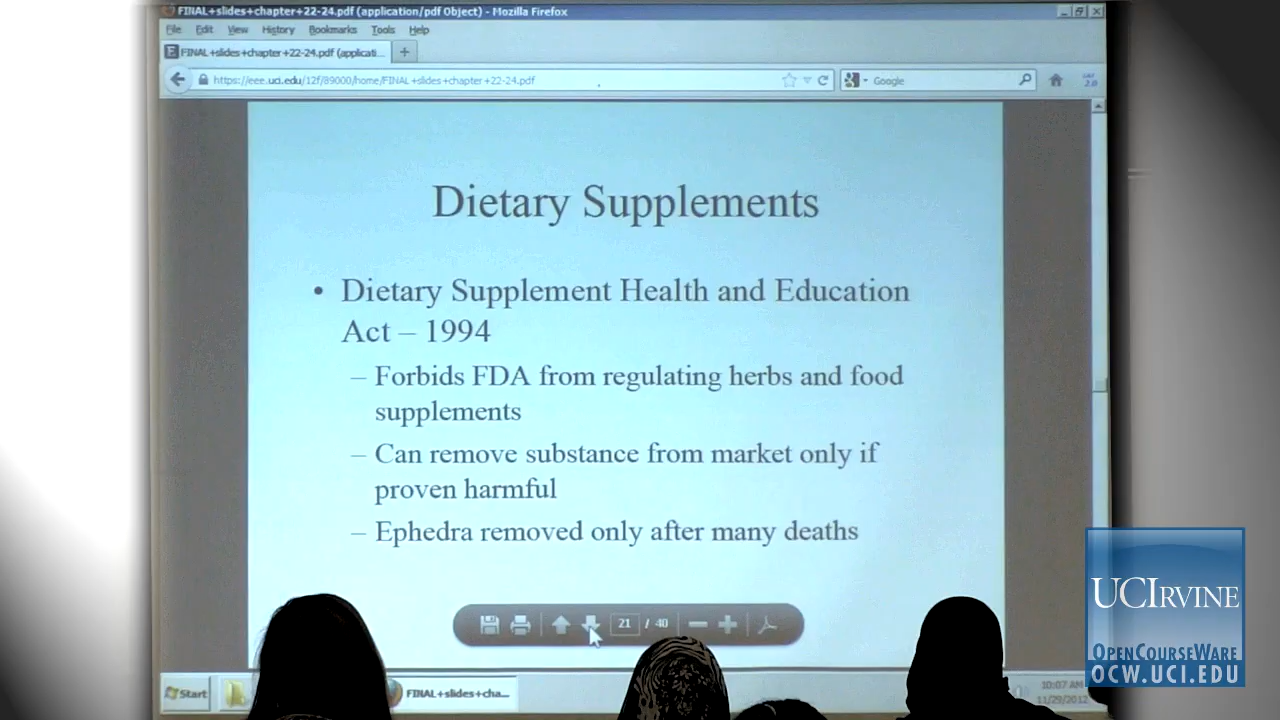 FINAL+slides+chapter+22-24.pdf (application/pdf Object) - Mozilla Firefox
File Edit View History Bookmarks Tools Help
FINAL+slides+chapter+22-24.pdf (applicati...
https://eee.uci.edu/12f/89000/home/FINAL+slides+chapter+22-24.pdf
Google
Dietary Supplements
• Dietary Supplement Health and Education
Act – 1994
– Forbids FDA from regulating herbs and food
supplements
– Can remove substance from market only if
proven harmful
– Ephedra removed only after many deaths
21 / 40
Start
FINAL+slides+cha...
10:07 AM
11/29/2012
UCIRVINE
OPENCOURSEWARE
OCW.UCI.EDU